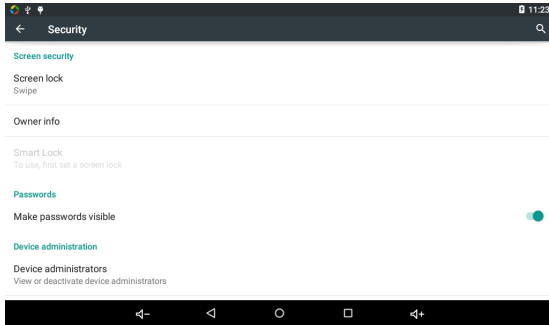 11:23
Security
Screen security
Screen lock
Swipe
Owner info
Smart Lock
To use, first set a screen lock
Passwords
Make passwords visible
Device administration
Device administrators
View or deactivate device administrators